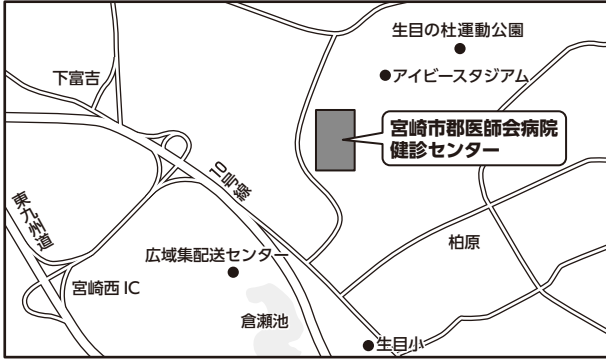 生目の杜運動公園
アイビースタジアム
下富吉
宮崎市郡医師会病院
健診センター
10号線
東九州道
柏原
広域集配送センター
宮崎西IC
倉瀬池
生目小